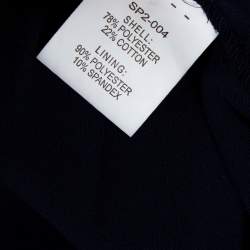 SP2-004
SHELL:
78% POLYESTER
22% COTTON
LINING:
90% POLYESTER
10% SPANDEX